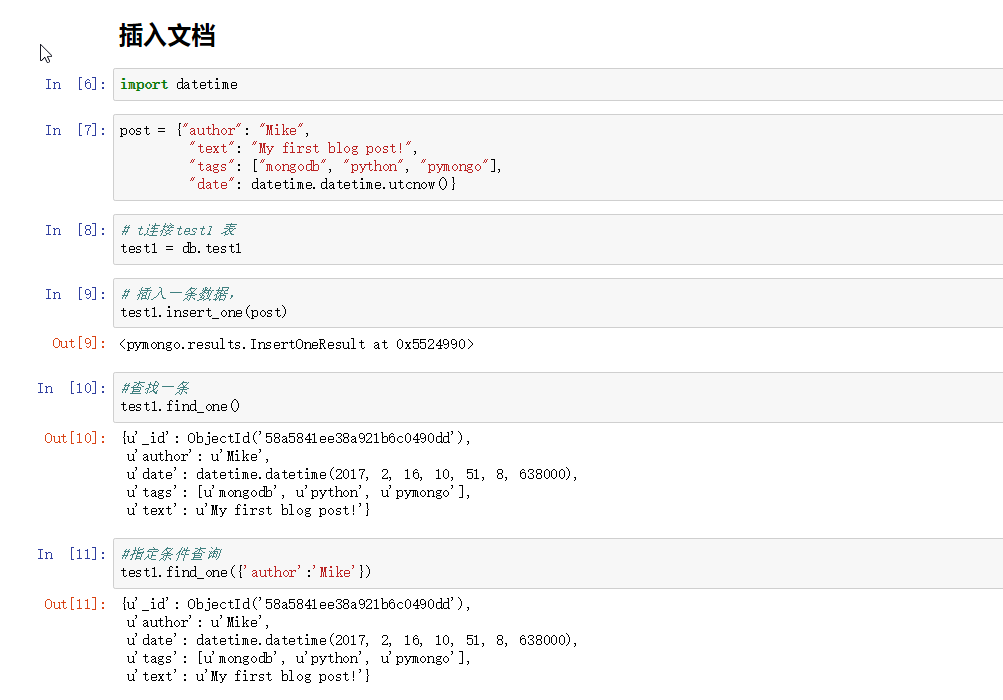 插入文档
In [6]: import datetime
In [7]: post = {"author": "Mike",
"text": "My first blog post!",
"tags": ["mongodb", "python", "pymongo"],
"date": datetime.datetime.utcnow()}
In [8]: # t连接test1 表
test1 = db.test1
In [9]: # 插入一条数据，
test1.insert_one(post)
Out[9]: <pymongo.results.InsertOneResult at 0x5524990>
In [10]: #查找一条
test1.find_one()
Out[10]: {u'_id': ObjectId('58a5841ee38a921b6c0490dd'),
u'author': u'Mike',
u'date': datetime.datetime(2017, 2, 16, 10, 51, 8, 638000),
u'tags': [u'mongodb', u'python', u'pymongo'],
u'text': u'My first blog post!'}
In [11]: #指定条件查询
test1.find_one({'author':'Mike'})
Out[11]: {u'_id': ObjectId('58a5841ee38a921b6c0490dd'),
u'author': u'Mike',
u'date': datetime.datetime(2017, 2, 16, 10, 51, 8, 638000),
u'tags': [u'mongodb', u'python', u'pymongo'],
u'text': u'My first blog post!'}